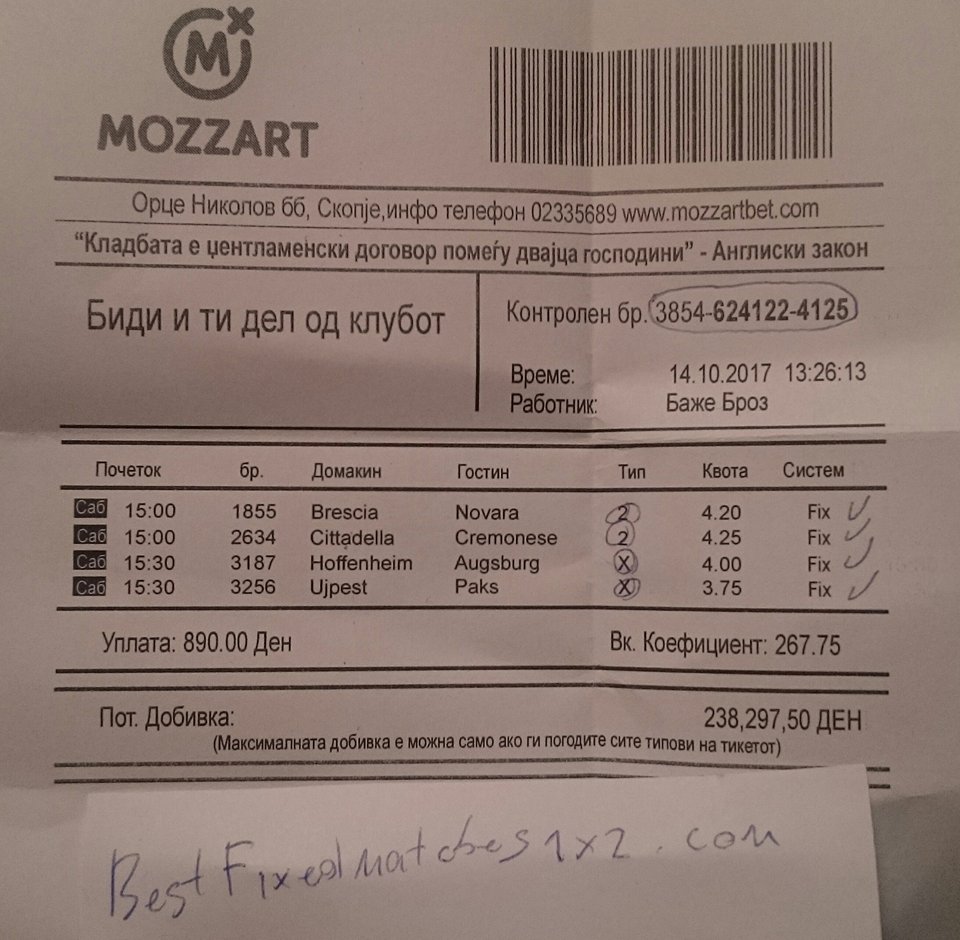 MOZZART
Орце Николов бб, Скопје,инфо телефон 02335689 www.mozzartbet.com
“Кладбата е џентламенски договор помеѓу двајца господини” - Англиски закон
Биди и ти дел од клубот
Контролен бр. 3854-624122-4125
Време: 14.10.2017 13:26:13
Работник: Баже Броз
Почеток бр. Домакин Гостин Тип Квота Систем
Саб 15:00 1855 Brescia Novara 2 4.20 Fix
Саб 15:00 2634 Cittadella Cremonese 2 4.25 Fix
Саб 15:30 3187 Hoffenheim Augsburg X 4.00 Fix
Саб 15:30 3256 Ujpest Paks X 3.75 Fix
Уплата: 890.00 Ден Вк. Коефициент: 267.75
Пот. Добивка: 238,297,50 ДЕН
(Максималната добивка е можна само ако ги погодите сите типови на тикетот)
BestFixedmatches1x2.com